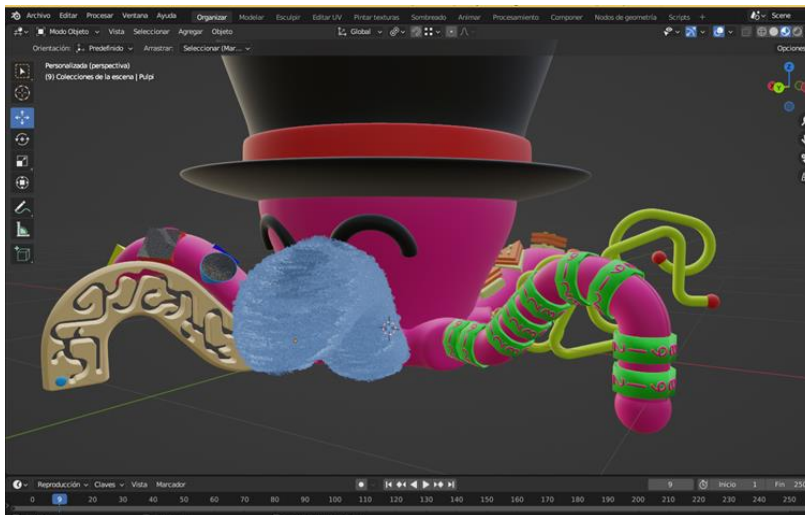 Archivo Editar Procesar Ventana Ayuda Organizar Modelar Esculpir Editar UV Pintar texturas Sombreado Animar Procesamiento Componer Nodos de geometría Scripts + Scene
Modo Objeto Vista Seleccionar Agregar Objeto Global Opciones
Orientación: Predefinido Arrastrar: Seleccionar (Mar...
Personalizada (perspectiva)
(9) Colecciones de la escena | Pulpi
Z
Y
Reproducción Claves Vista Marcador 9 Inicio 1 Fin 250
0 9 20 30 40 50 60 70 80 90 100 110 120 130 140 150 160 170 180 190 200 210 220 230 240 250